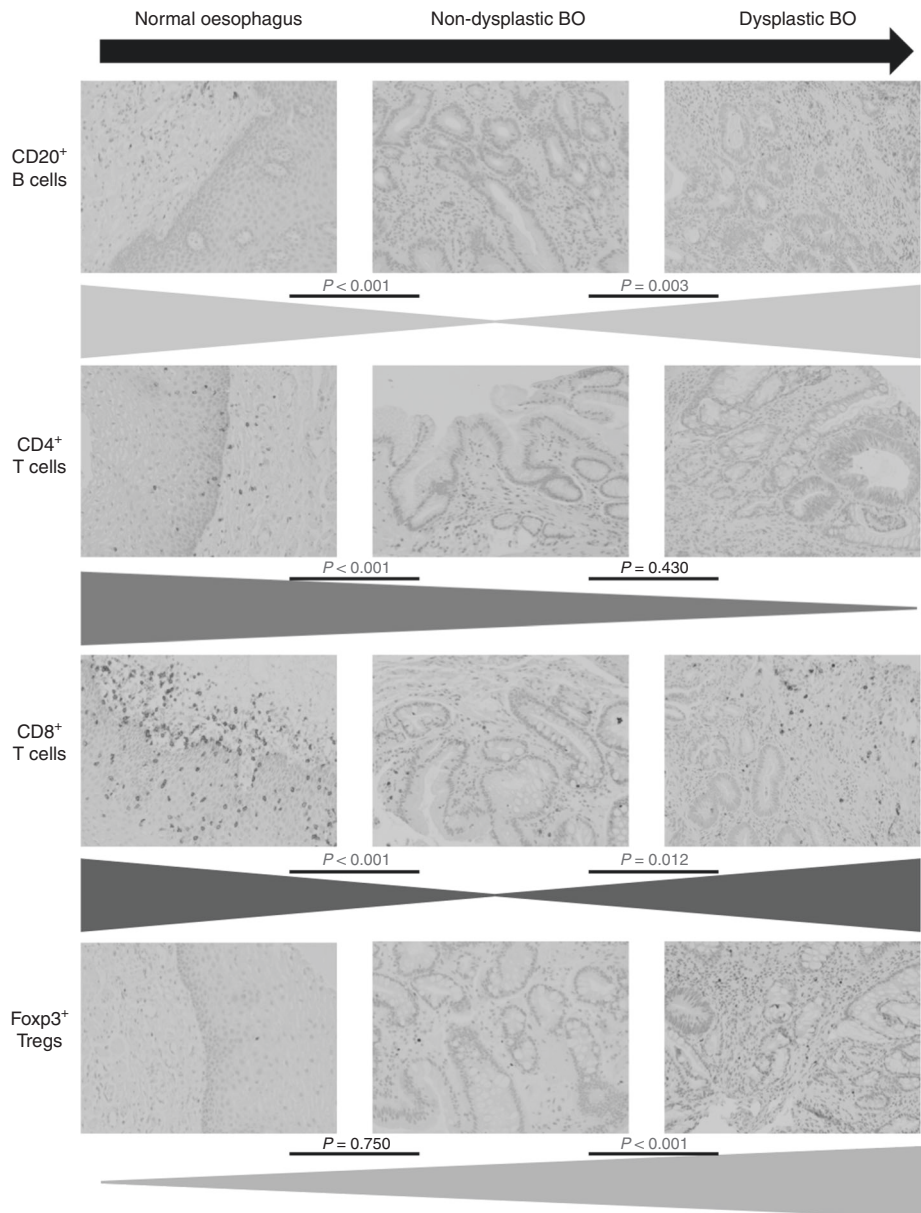 Normal oesophagus Non-dysplastic BO Dysplastic BO
CD20⁺
B cells
P < 0.001 P = 0.003
CD4⁺
T cells
P < 0.001 P = 0.430
CD8⁺
T cells
P < 0.001 P = 0.012
Foxp3⁺
Tregs
P = 0.750 P < 0.001